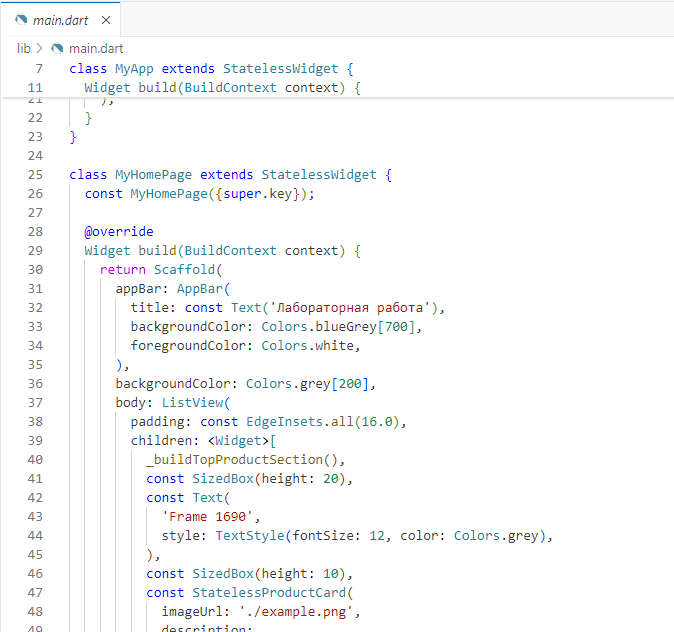 main.dart ×
lib > main.dart
7 class MyApp extends StatelessWidget {
11 Widget build(BuildContext context) {
21 );
22 }
23 }
24
25 class MyHomePage extends StatelessWidget {
26 const MyHomePage({super.key});
27
28 @override
29 Widget build(BuildContext context) {
30 return Scaffold(
31 appBar: AppBar(
32 title: const Text('Лабораторная работа'),
33 backgroundColor: Colors.blueGrey[700],
34 foregroundColor: Colors.white,
35 ),
36 backgroundColor: Colors.grey[200],
37 body: ListView(
38 padding: const EdgeInsets.all(16.0),
39 children: <Widget>[
40 _buildTopProductSection(),
41 const SizedBox(height: 20),
42 const Text(
43 'Frame 1690',
44 style: TextStyle(fontSize: 12, color: Colors.grey),
45 ),
46 const SizedBox(height: 10),
47 const StatelessProductCard(
48 imageUrl: './example.png',
49 description: